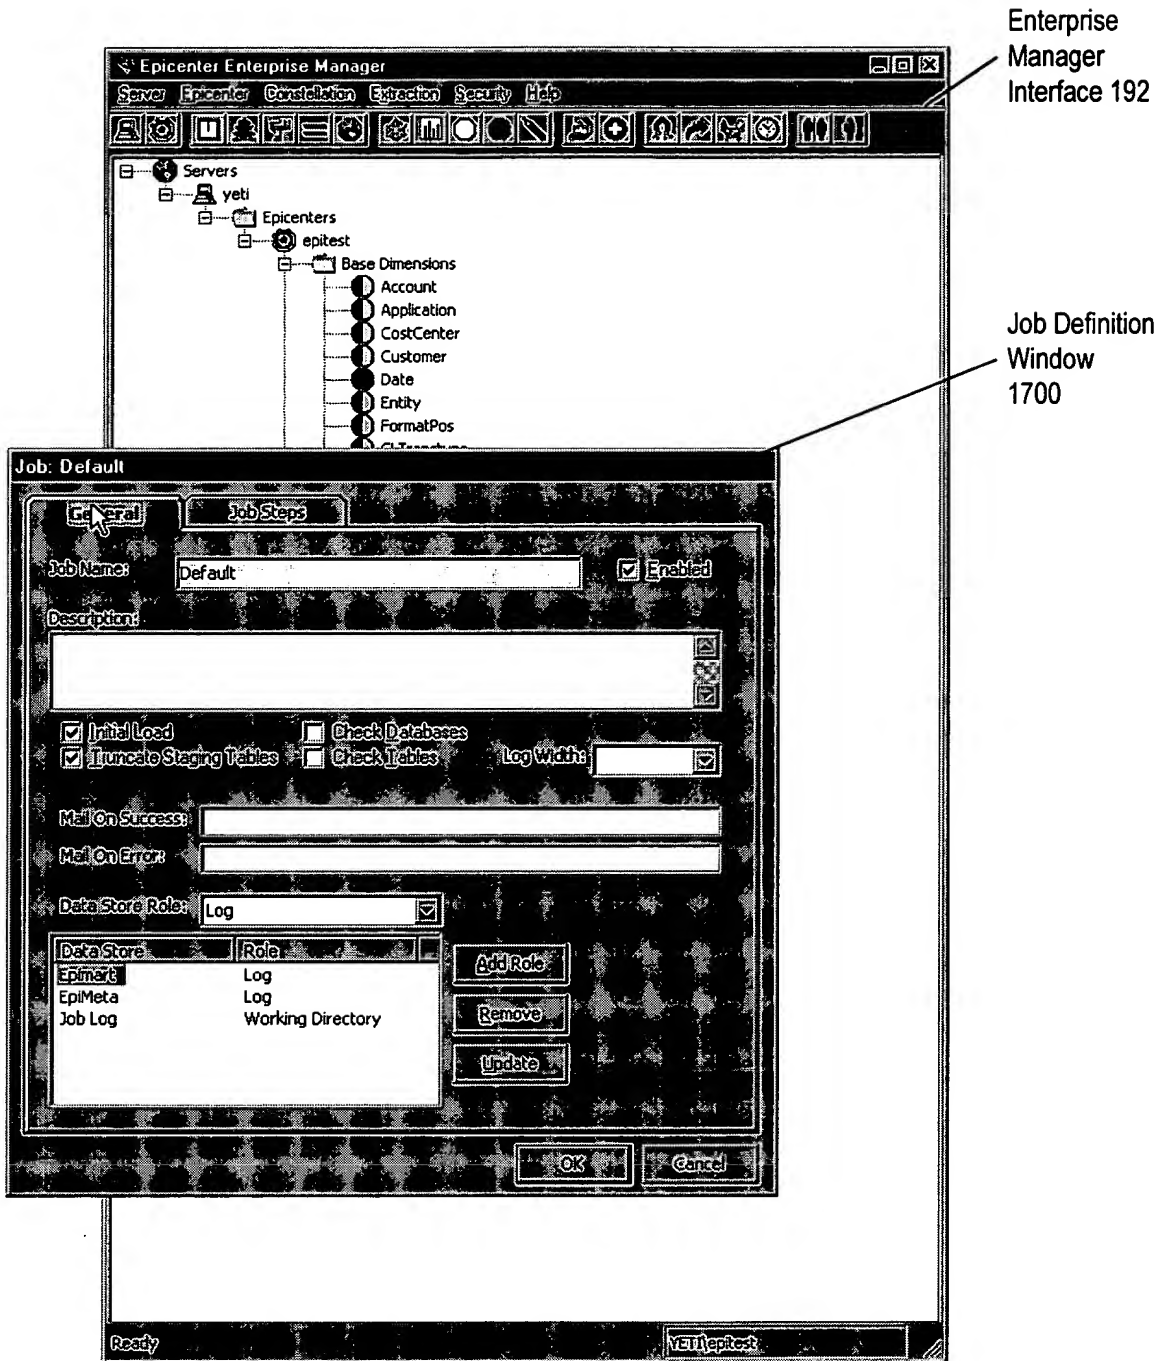 Enterprise
Manager
Interface 192
Epicenter Enterprise Manager
Server Epicenter Constellation Extraction Security Help
Servers
yeti
Epicenters
epitest
Base Dimensions
Account
Application
CostCenter
Customer
Date
Entity
FormatPos
Job Definition
Window
1700
Job: Default
General Job Steps
Job Name: Default Enabled
Description:
Initial Load Check Databases
Truncate Staging Tables Check Tables Log Width:
Mail On Success:
Mail On Error:
Data Store Role: Log
Data Store Role
Epimart Log
EpiMeta Log
Job Log Working Directory
Add Role
Remove
Update
OK Cancel
Ready YETI\epitest